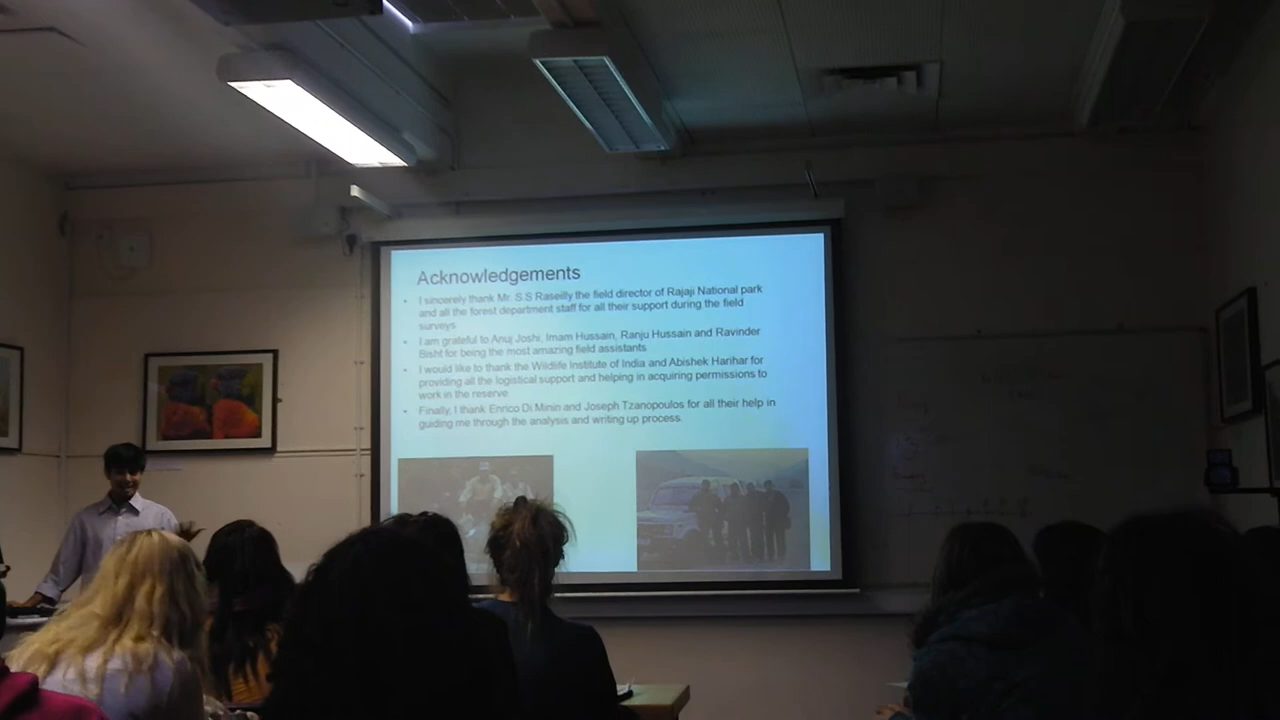 Acknowledgements
• I sincerely thank Mr. S.S Raseilly the field director of Rajaji National park
and all the forest department staff for all their support during the field
surveys
• I am grateful to Anuj Joshi, Imam Hussain, Ranju Hussain and Ravinder
Bisht for being the most amazing field assistants
• I would like to thank the Wildlife Institute of India and Abishek Harihar for
providing all the logistical support and helping in acquiring permissions to
work in the reserve
• Finally, I thank Enrico Di Minin and Joseph Tzanopoulos for all their help in
guiding me through the analysis and writing up process.